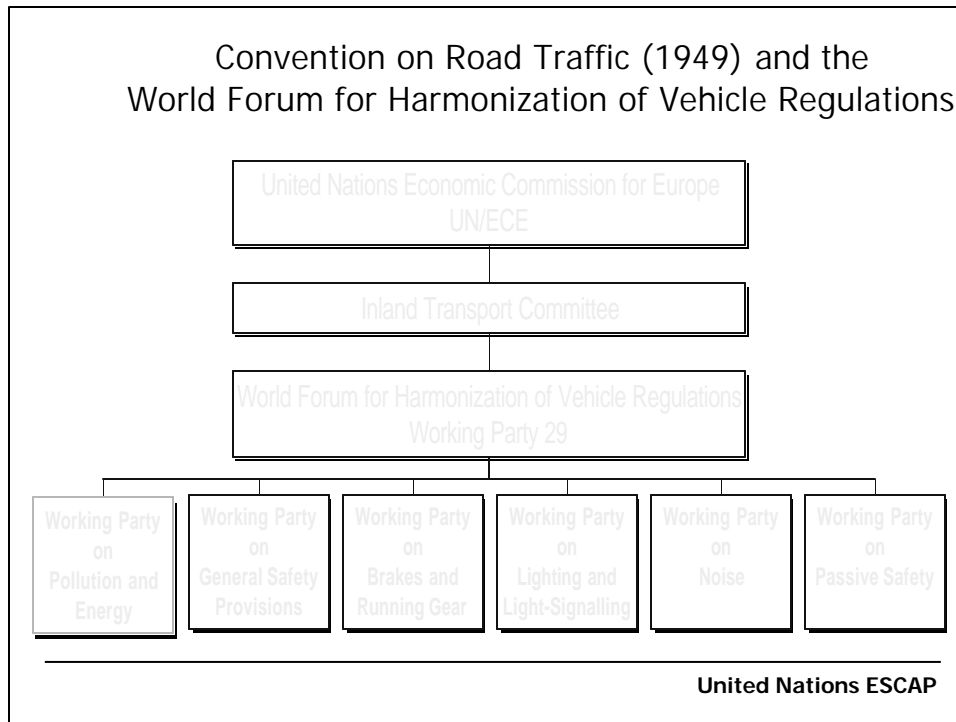 Convention on Road Traffic (1949) and the
World Forum for Harmonization of Vehicle Regulations
United Nations Economic Commission for Europe
UN/ECE
Inland Transport Committee
World Forum for Harmonization of Vehicle Regulations
Working Party 29
Working Party
on
Pollution and
Energy
Working Party
on
General Safety
Provisions
Working Party
on
Brakes and
Running Gear
Working Party
on
Lighting and
Light-Signalling
Working Party
on
Noise
Working Party
on
Passive Safety
United Nations ESCAP